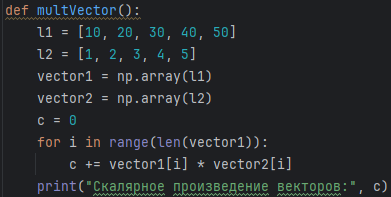 def multVector():
    l1 = [10, 20, 30, 40, 50]
    l2 = [1, 2, 3, 4, 5]
    vector1 = np.array(l1)
    vector2 = np.array(l2)
    c = 0
    for i in range(len(vector1)):
        c += vector1[i] * vector2[i]
    print("Скалярное произведение векторов:", c)